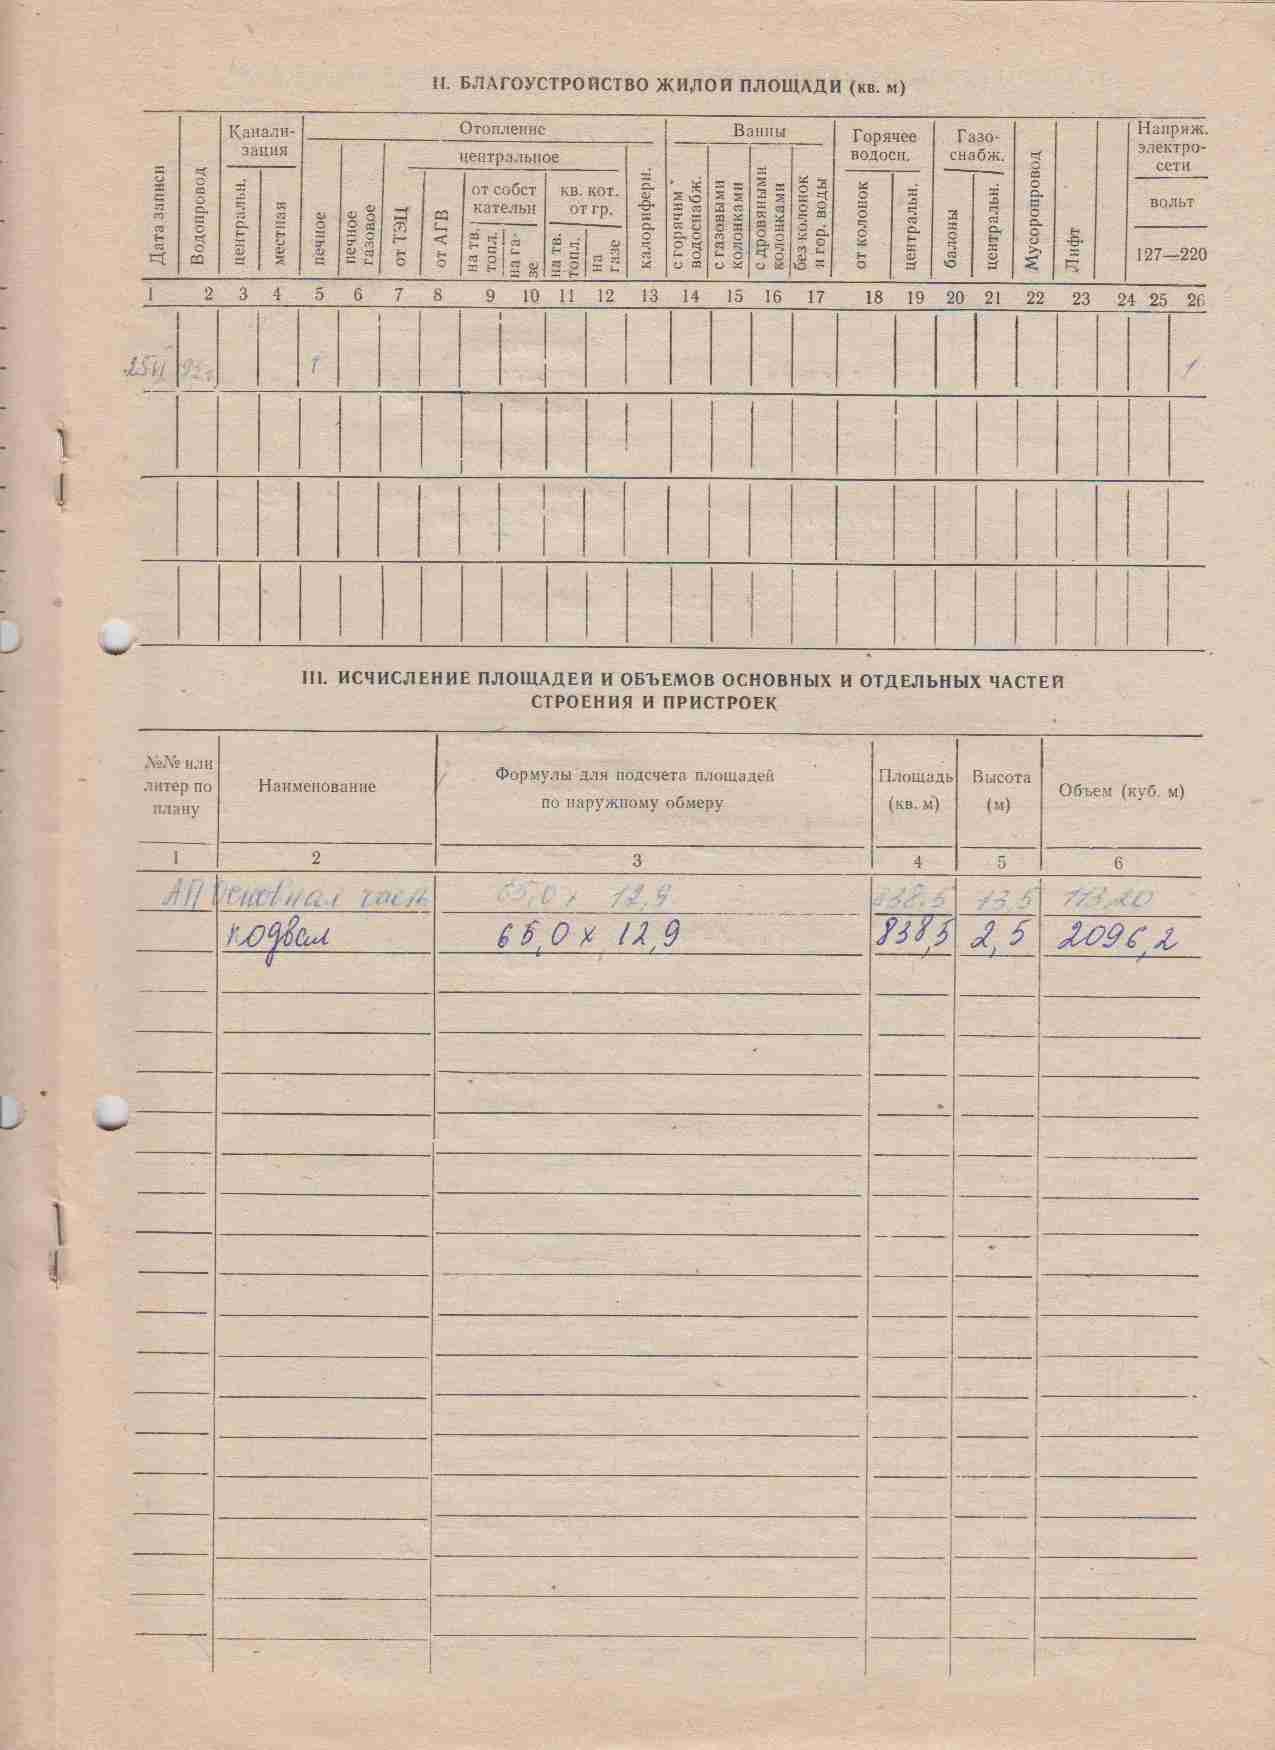 II. БЛАГОУСТРОЙСТВО ЖИЛОЙ ПЛОЩАДИ (кв. м)
Дата записи
Водопровод
Канали-
зация
централън.
местная
Отопление
печное
печное
газовое
центральное
от ТЭЦ
от АГВ
от собст
кательн
на тв.
топл.
на га-
зе
кв. кот.
от гр.
на тв.
топл.
на
газе
калорифери.
Ванны
с горячим
водоснабж.
с газовыми
колонками
с дровяными
колонками
без колонок
и гор. воды
Горячее
водосн.
от колонок
центральн.
Газо-
снабж.
балоны
центральн.
Мусоропровод
Лифт
Напряж.
электро-
сети
вольт
127—220
1 2 3 4 5 6 7 8 9 10 11 12 13 14 15 16 17 18 19 20 21 22 23 24 25 26
III. ИСЧИСЛЕНИЕ ПЛОЩАДЕЙ И ОБЪЕМОВ ОСНОВНЫХ И ОТДЕЛЬНЫХ ЧАСТЕЙ
СТРОЕНИЯ И ПРИСТРОЕК
№№ или
литер по
плану
Наименование
Формулы для подсчета площадей
по наружному обмеру
Площадь
(кв. м)
Высота
(м)
Объем (куб. м)
1 2 3 4 5 6
АП Основная часть 65,0 х 12,9 838,5 13,5 11320
подвал 65,0 х 12,9 838,5 2,5 2096,2